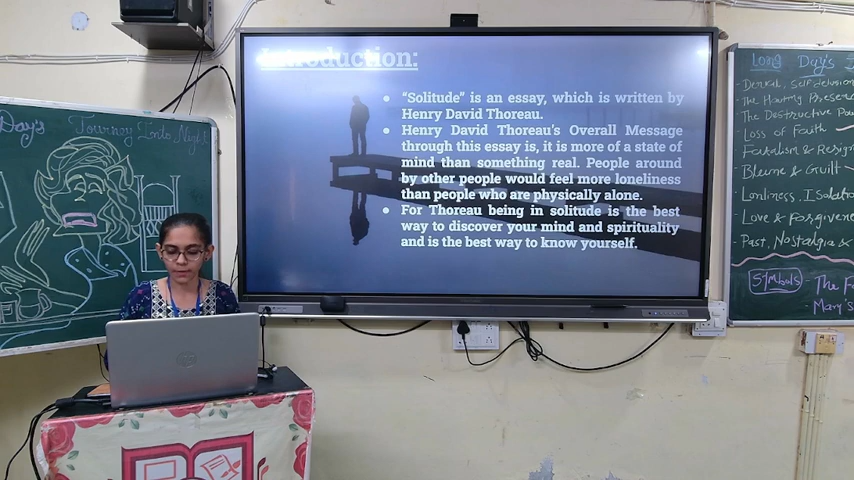 Introduction:
● “Solitude” is an essay, which is written by
Henry David Thoreau.
● Henry David Thoreau's Overall Message
through this essay is, it is more of a state of
mind than something real. People around
by other people would feel more loneliness
than people who are physically alone.
● For Thoreau being in solitude is the best
way to discover your mind and spirituality
and is the best way to know yourself.
Day's Journey Into Night
Long Day's
Denial, Self delusion
The Haunting Presence
The Destructive
Loss of Faith
Fatalism & Resign
Blame & Guilt
Lonliness, Isolatio
Love & Forgivene
Past, Nostalgia &
Symbols - The Fo
Mary's